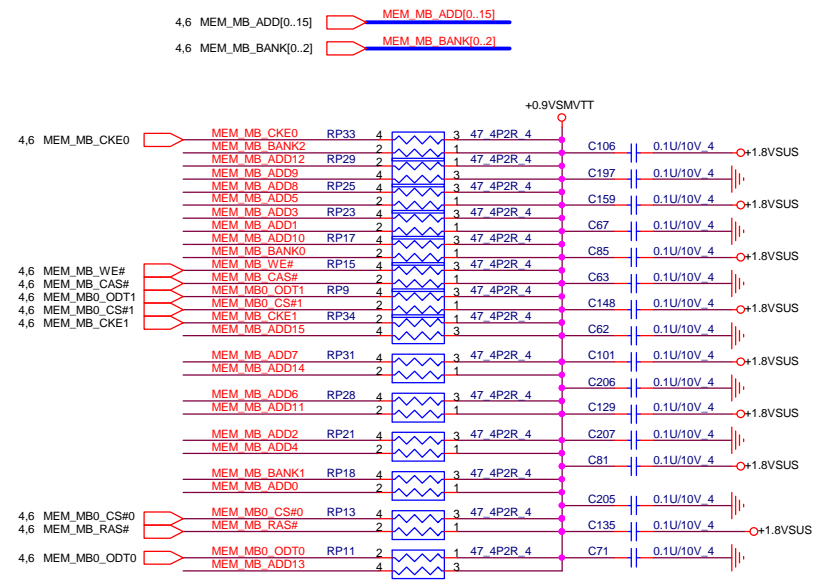 4,6 MEM_MB_ADD[0..15] MEM_MB_ADD[0..15]
4,6 MEM_MB_BANK[0..2] MEM_MB_BANK[0..2]
+0.9VSMVTT
4,6 MEM_MB_CKE0 MEM_MB_CKE0 RP33 4 3 47_4P2R_4
MEM_MB_BANK2 2 1 C106 0.1U/10V_4 +1.8VSUS
MEM_MB_ADD12 RP29 2 1 47_4P2R_4
MEM_MB_ADD9 4 3 C197 0.1U/10V_4
MEM_MB_ADD8 RP25 4 3 47_4P2R_4
MEM_MB_ADD5 2 1 C159 0.1U/10V_4 +1.8VSUS
MEM_MB_ADD3 RP23 4 3 47_4P2R_4
MEM_MB_ADD1 2 1 C67 0.1U/10V_4
MEM_MB_ADD10 RP17 4 3 47_4P2R_4
MEM_MB_BANK0 2 1 C85 0.1U/10V_4 +1.8VSUS
4,6 MEM_MB_WE# MEM_MB_WE# RP15 4 3 47_4P2R_4
4,6 MEM_MB_CAS# MEM_MB_CAS# 2 1 C63 0.1U/10V_4
4,6 MEM_MB0_ODT1 MEM_MB0_ODT1 RP9 4 3 47_4P2R_4
4,6 MEM_MB0_CS#1 MEM_MB0_CS#1 2 1 C148 0.1U/10V_4 +1.8VSUS
4,6 MEM_MB_CKE1 MEM_MB_CKE1 RP34 2 1 47_4P2R_4
MEM_MB_ADD15 4 3 C62 0.1U/10V_4
MEM_MB_ADD7 RP31 4 3 47_4P2R_4 C101 0.1U/10V_4 +1.8VSUS
MEM_MB_ADD14 2 1
C206 0.1U/10V_4
MEM_MB_ADD6 RP28 4 3 47_4P2R_4
MEM_MB_ADD11 2 1 C129 0.1U/10V_4 +1.8VSUS
MEM_MB_ADD2 RP21 4 3 47_4P2R_4 C207 0.1U/10V_4
MEM_MB_ADD4 2 1
C81 0.1U/10V_4 +1.8VSUS
MEM_MB_BANK1 RP18 4 3 47_4P2R_4
MEM_MB_ADD0 2 1
C205 0.1U/10V_4
4,6 MEM_MB0_CS#0 MEM_MB0_CS#0 RP13 4 3 47_4P2R_4
4,6 MEM_MB_RAS# MEM_MB_RAS# 2 1 C135 0.1U/10V_4 +1.8VSUS
4,6 MEM_MB0_ODT0 MEM_MB0_ODT0 RP11 2 1 47_4P2R_4 C71 0.1U/10V_4
MEM_MB_ADD13 4 3